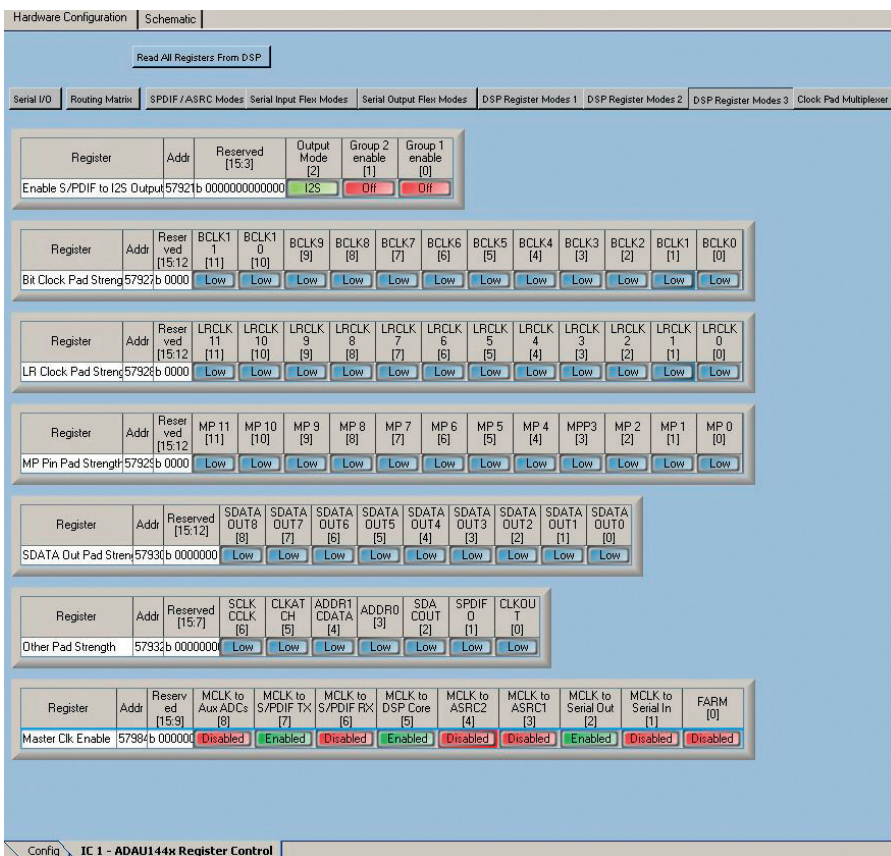 Hardware Configuration Schematic
Read All Registers From DSP
Serial I/O Routing Matrix SPDIF / ASRC Modes Serial Input Flex Modes Serial Output Flex Modes DSP Register Modes 1 DSP Register Modes 2 DSP Register Modes 3 Clock Pad Multiplexer
Register Addr Reserved [15:3] Output Mode [2] Group 2 enable [1] Group 1 enable [0]
Enable S/PDIF to I2S Output 57921 b 0000000000000 I2S Off Off
Register Addr Reser ved [15:12 BCLK1 1 [11] BCLK1 0 [10] BCLK9 [9] BCLK8 [8] BCLK7 [7] BCLK6 [6] BCLK5 [5] BCLK4 [4] BCLK3 [3] BCLK2 [2] BCLK1 [1] BCLK0 [0]
Bit Clock Pad Streng 57927 b 0000 Low Low Low Low Low Low Low Low Low Low Low Low
Register Addr Reser ved [15:12 LRCLK 11 [11] LRCLK 10 [10] LRCLK 9 [9] LRCLK 8 [8] LRCLK 7 [7] LRCLK 6 [6] LRCLK 5 [5] LRCLK 4 [4] LRCLK 3 [3] LRCLK 2 [2] LRCLK 1 [1] LRCLK 0 [0]
LR Clock Pad Streng 57928 b 0000 Low Low Low Low Low Low Low Low Low Low Low Low
Register Addr Reser ved [15:12 MP 11 [11] MP 10 [10] MP 9 [9] MP 8 [8] MP 7 [7] MP 6 [6] MP 5 [5] MP 4 [4] MPP3 [3] MP 2 [2] MP 1 [1] MP 0 [0]
MP Pin Pad Strength 57929 b 0000 Low Low Low Low Low Low Low Low Low Low Low Low
Register Addr Reserved [15:12] SDATA OUT8 [8] SDATA OUT7 [7] SDATA OUT6 [6] SDATA OUT5 [5] SDATA OUT4 [4] SDATA OUT3 [3] SDATA OUT2 [2] SDATA OUT1 [1] SDATA OUT0 [0]
SDATA Out Pad Stren 57930 b 0000000 Low Low Low Low Low Low Low Low Low
Register Addr Reserved [15:7] SCLK CCLK [6] CLKAT CH [5] ADDR1 CDATA [4] ADDR0 [3] SDA COUT [2] SPDIF O [1] CLKOU T [0]
Other Pad Strength 57932 b 00000000 Low Low Low Low Low Low Low
Register Addr Reserv ed [15:9] MCLK to Aux ADCs [8] MCLK to S/PDIF TX [7] MCLK to S/PDIF RX [6] MCLK to DSP Core [5] MCLK to ASRC2 [4] MCLK to ASRC1 [3] MCLK to Serial Out [2] MCLK to Serial In [1] FARM [0]
Master Clk Enable 57984 b 000000 Disabled Enabled Disabled Enabled Disabled Disabled Enabled Disabled Disabled
Config IC 1 - ADAU144x Register Control